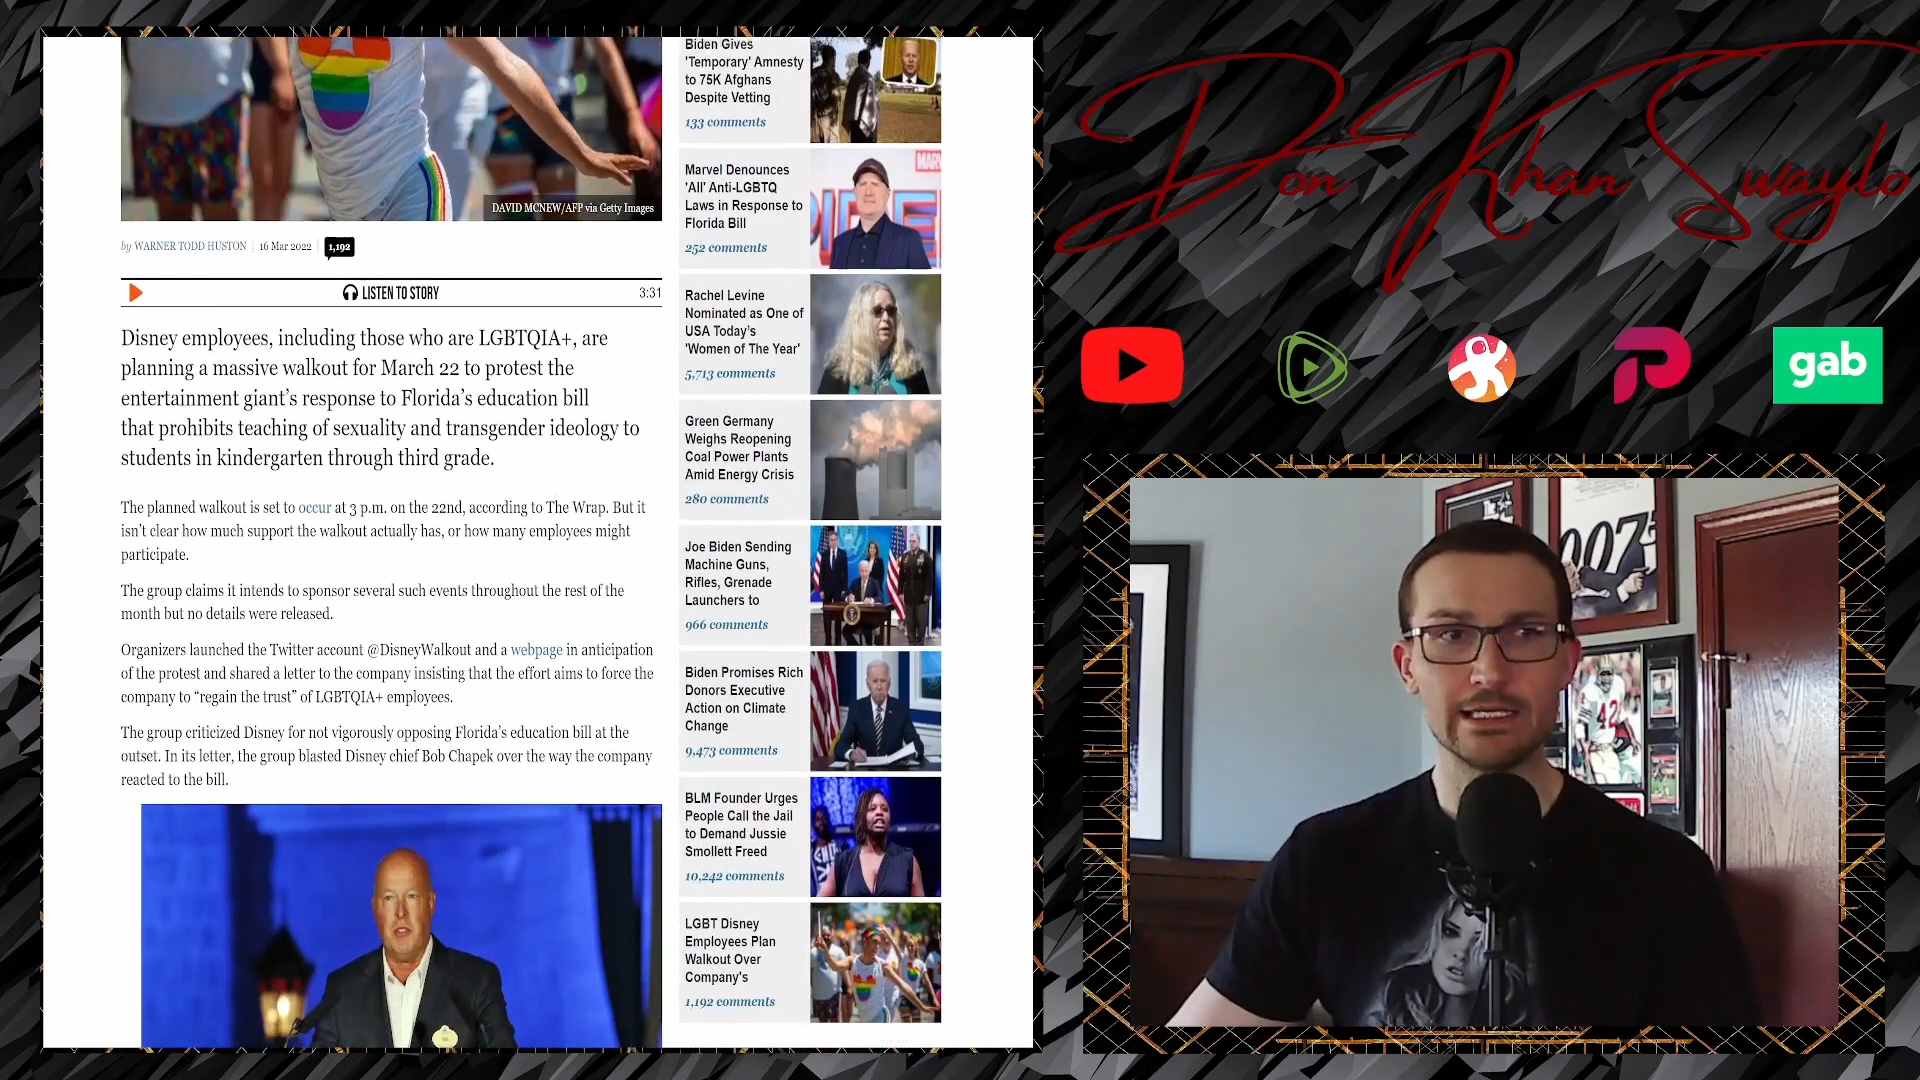 DAVID MCNEW/AFP via Getty Images
by WARNER TODD HUSTON | 16 Mar 2022 | 1,192
LISTEN TO STORY 3:31
Disney employees, including those who are LGBTQIA+, are
planning a massive walkout for March 22 to protest the
entertainment giant’s response to Florida’s education bill
that prohibits teaching of sexuality and transgender ideology to
students in kindergarten through third grade.
The planned walkout is set to occur at 3 p.m. on the 22nd, according to The Wrap. But it
isn’t clear how much support the walkout actually has, or how many employees might
participate.
The group claims it intends to sponsor several such events throughout the rest of the
month but no details were released.
Organizers launched the Twitter account @DisneyWalkout and a webpage in anticipation
of the protest and shared a letter to the company insisting that the effort aims to force the
company to “regain the trust” of LGBTQIA+ employees.
The group criticized Disney for not vigorously opposing Florida’s education bill at the
outset. In its letter, the group blasted Disney chief Bob Chapek over the way the company
reacted to the bill.
Biden Gives
'Temporary' Amnesty
to 75K Afghans
Despite Vetting
133 comments
Marvel Denounces
'All' Anti-LGBTQ
Laws in Response to
Florida Bill
252 comments
MAR
Rachel Levine
Nominated as One of
USA Today’s
'Women of The Year'
5,713 comments
Green Germany
Weighs Reopening
Coal Power Plants
Amid Energy Crisis
280 comments
Joe Biden Sending
Machine Guns,
Rifles, Grenade
Launchers to
966 comments
Biden Promises Rich
Donors Executive
Action on Climate
Change
9,473 comments
BLM Founder Urges
People Call the Jail
to Demand Jussie
Smollett Freed
10,242 comments
LGBT Disney
Employees Plan
Walkout Over
Company's
1,192 comments
Don Khan Swaylo
gab
007
42